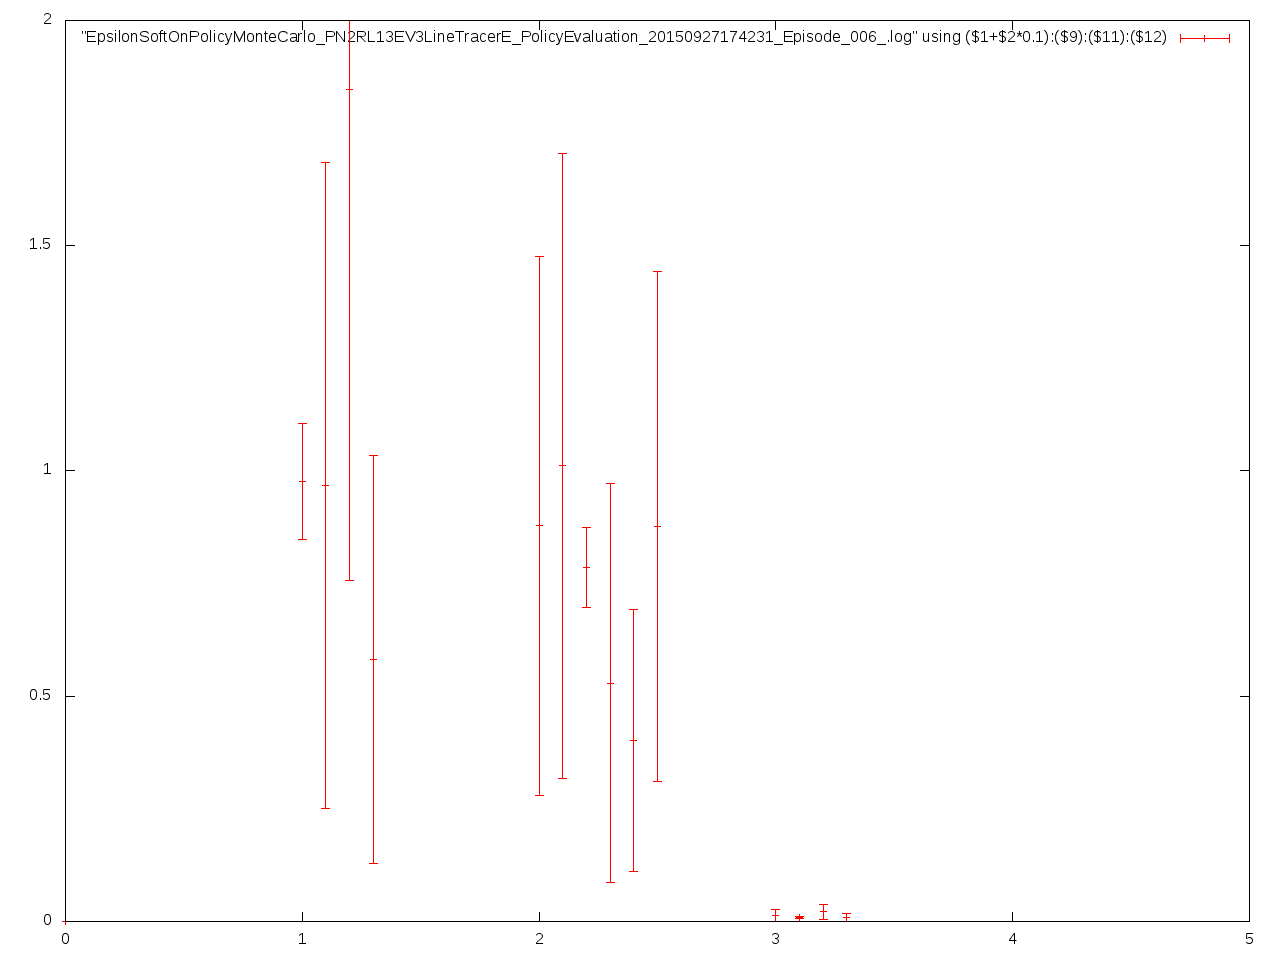 2
"EpsilonSoftOnPolicyMonteCarlo_PN2RL13EV3LineTracerE_PolicyEvaluation_20150927174231_Episode_006_.log" using ($1+$2*0.1):($9):($11):($12)
1.5
1
0.5
0
0 1 2 3 4 5